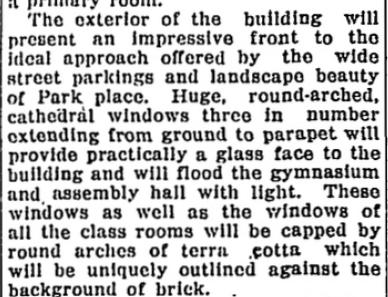 a primary room.
The exterior of the building will
present an impressive front to the
ideal approach offered by the wide
street parkings and landscape beauty
of Park place. Huge, round-arched,
cathedral windows three in number
extending from ground to parapet will
provide practically a glass face to the
building and will flood the gymnasium
and assembly hall with light. These
windows as well as the windows of
all the class rooms will be capped by
round arches of terra cotta which
will be uniquely outlined against the
background of brick.